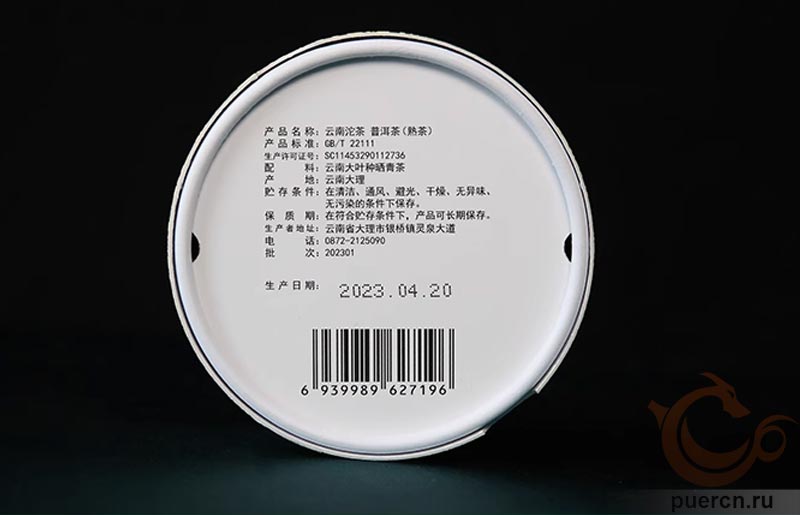 产品名称：云南沱茶 普洱茶（熟茶）
产品标准：GB/T 22111
生产许可证号：SC11453290112736
配料：云南大叶种晒青茶
产地：云南大理
贮存条件：在清洁、通风、避光、干燥、无异味、
无污染的条件下保存。
保质期：在符合贮存条件下，产品可长期保存。
生产者地址：云南省大理市银桥镇灵泉大道
电话：0872-2125090
批次：202301
生产日期：2023.04.20
6 939989 627196
puercn.ru